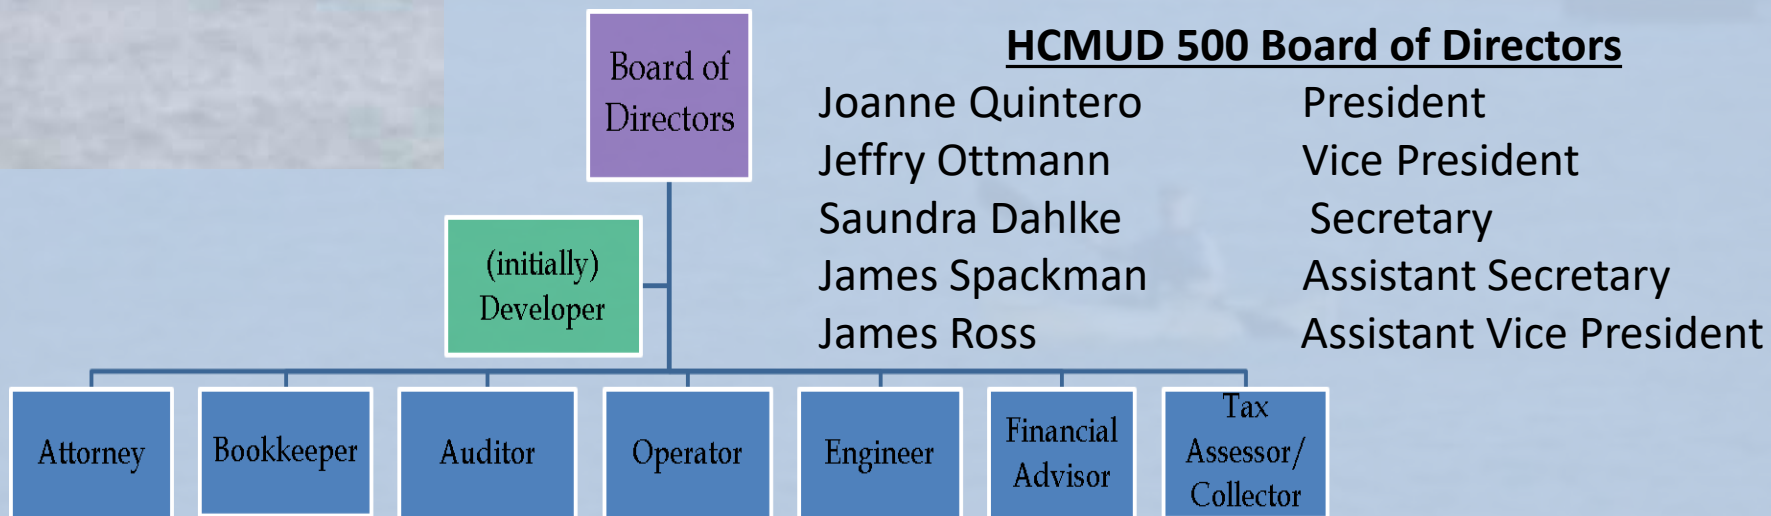 HCMUD 500 Board of Directors
Joanne Quintero President
Jeffry Ottmann Vice President
Saundra Dahlke Secretary
James Spackman Assistant Secretary
James Ross Assistant Vice President
Board of
Directors
(initially)
Developer
Attorney
Bookkeeper
Auditor
Operator
Engineer
Financial
Advisor
Tax
Assessor/
Collector